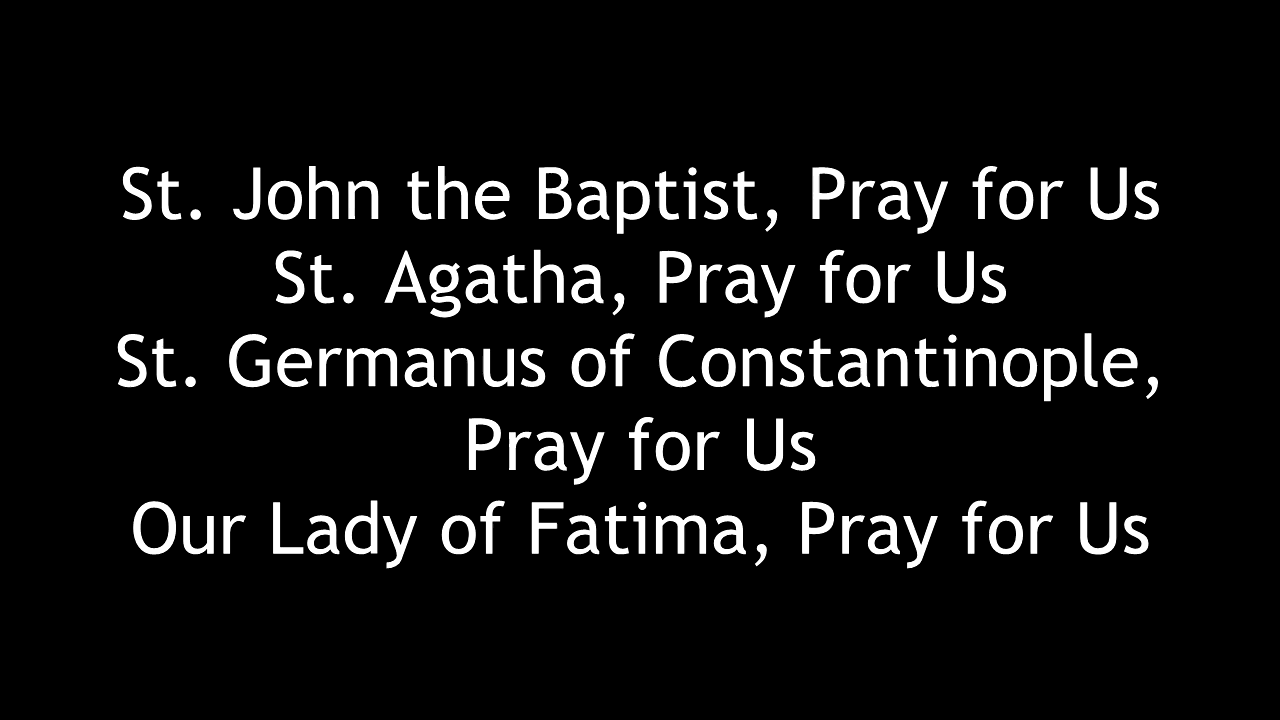 St. John the Baptist, Pray for Us
St. Agatha, Pray for Us
St. Germanus of Constantinople,
Pray for Us
Our Lady of Fatima, Pray for Us